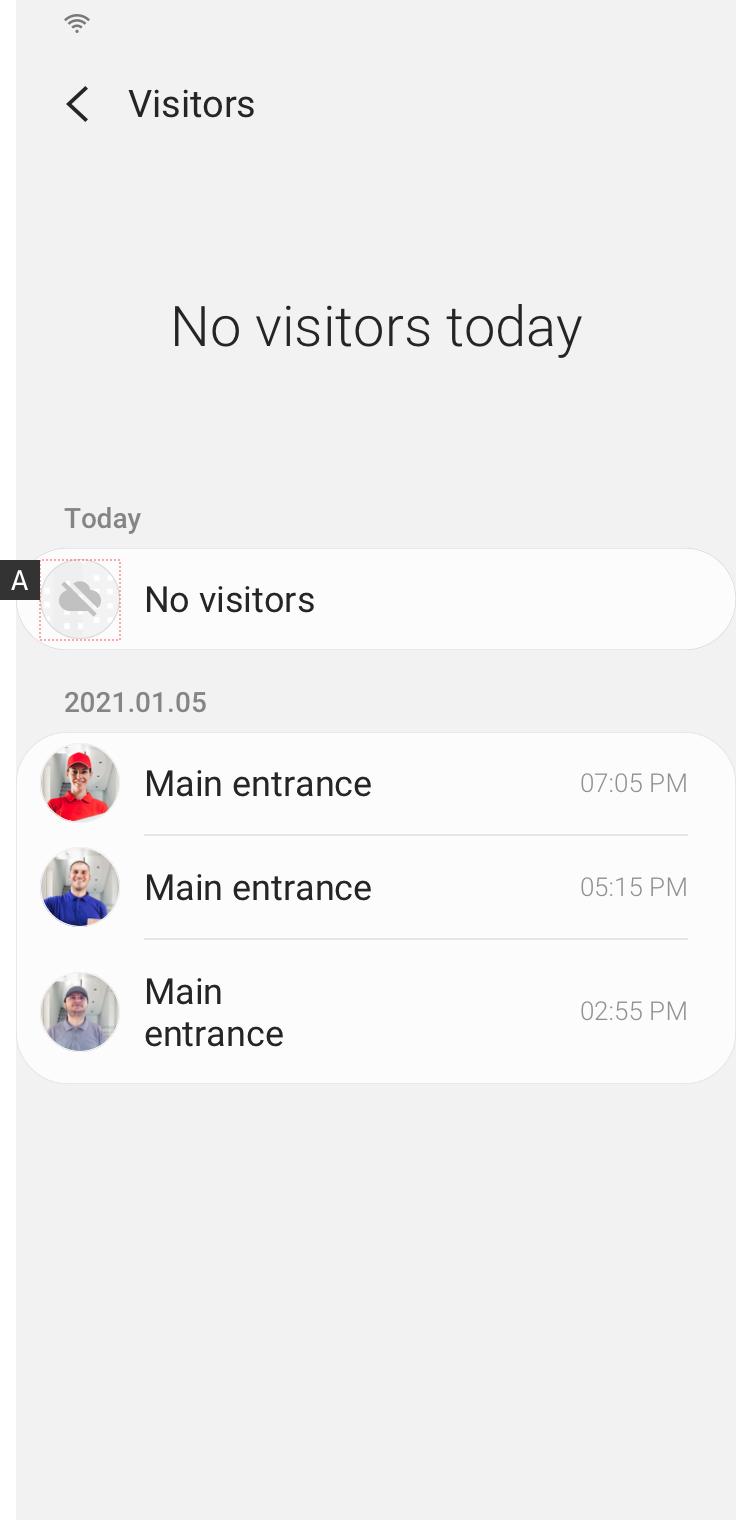 Visitors
No visitors today
Today
A
No visitors
2021.01.05
Main entrance 07:05 PM
Main entrance 05:15 PM
Main
entrance
02:55 PM